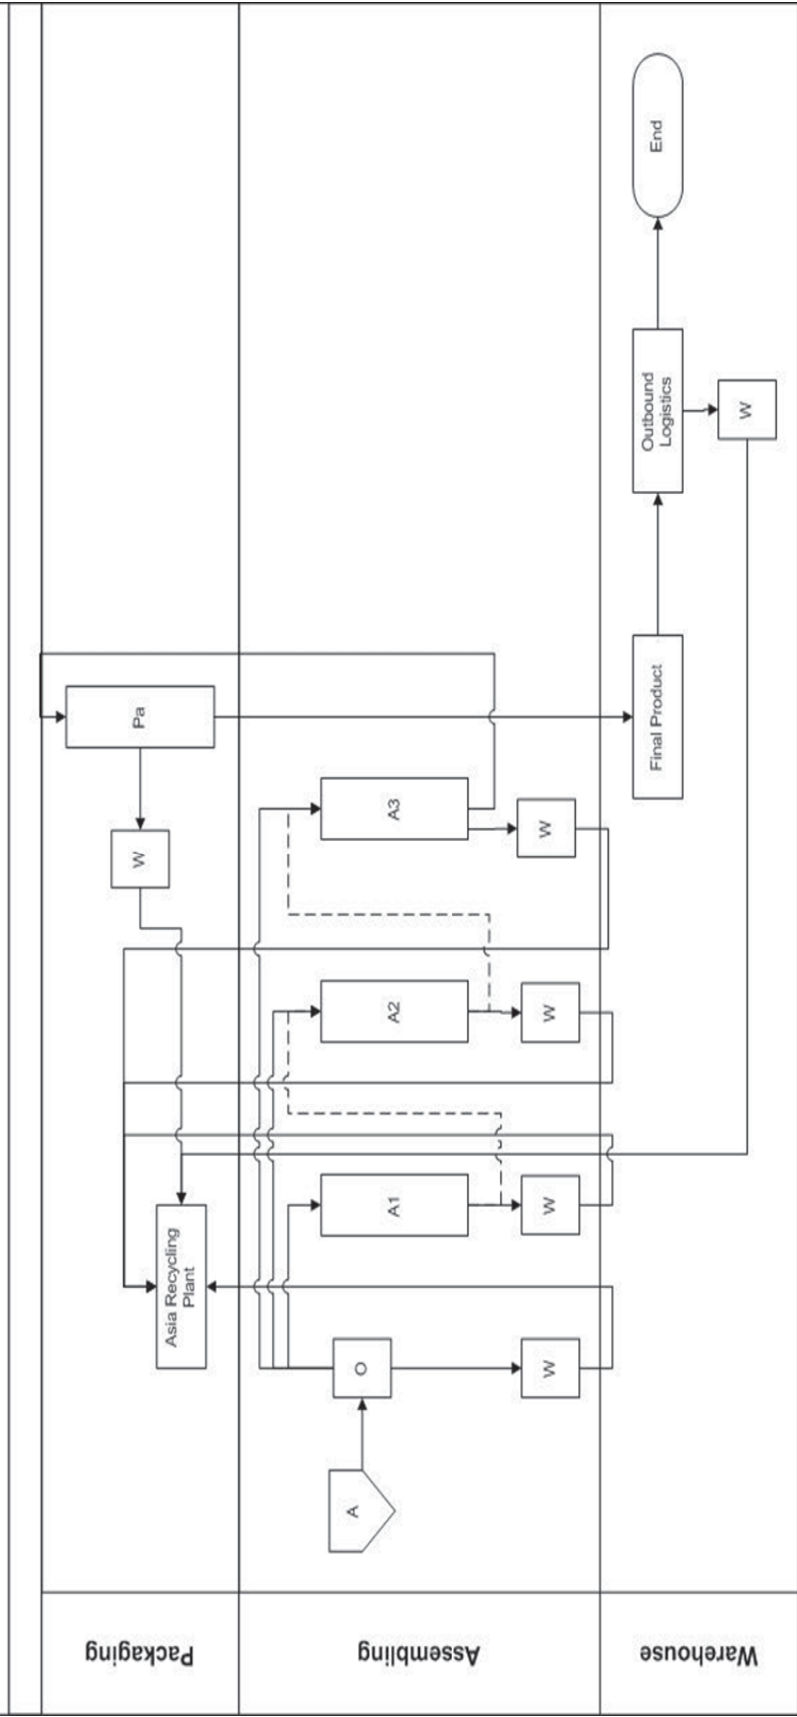 Packaging
Asia Recycling
Plant
W
Pa
Assembling
A
O
W
A1
W
A2
W
A3
W
Warehouse
Final Product
Outbound
Logistics
W
End